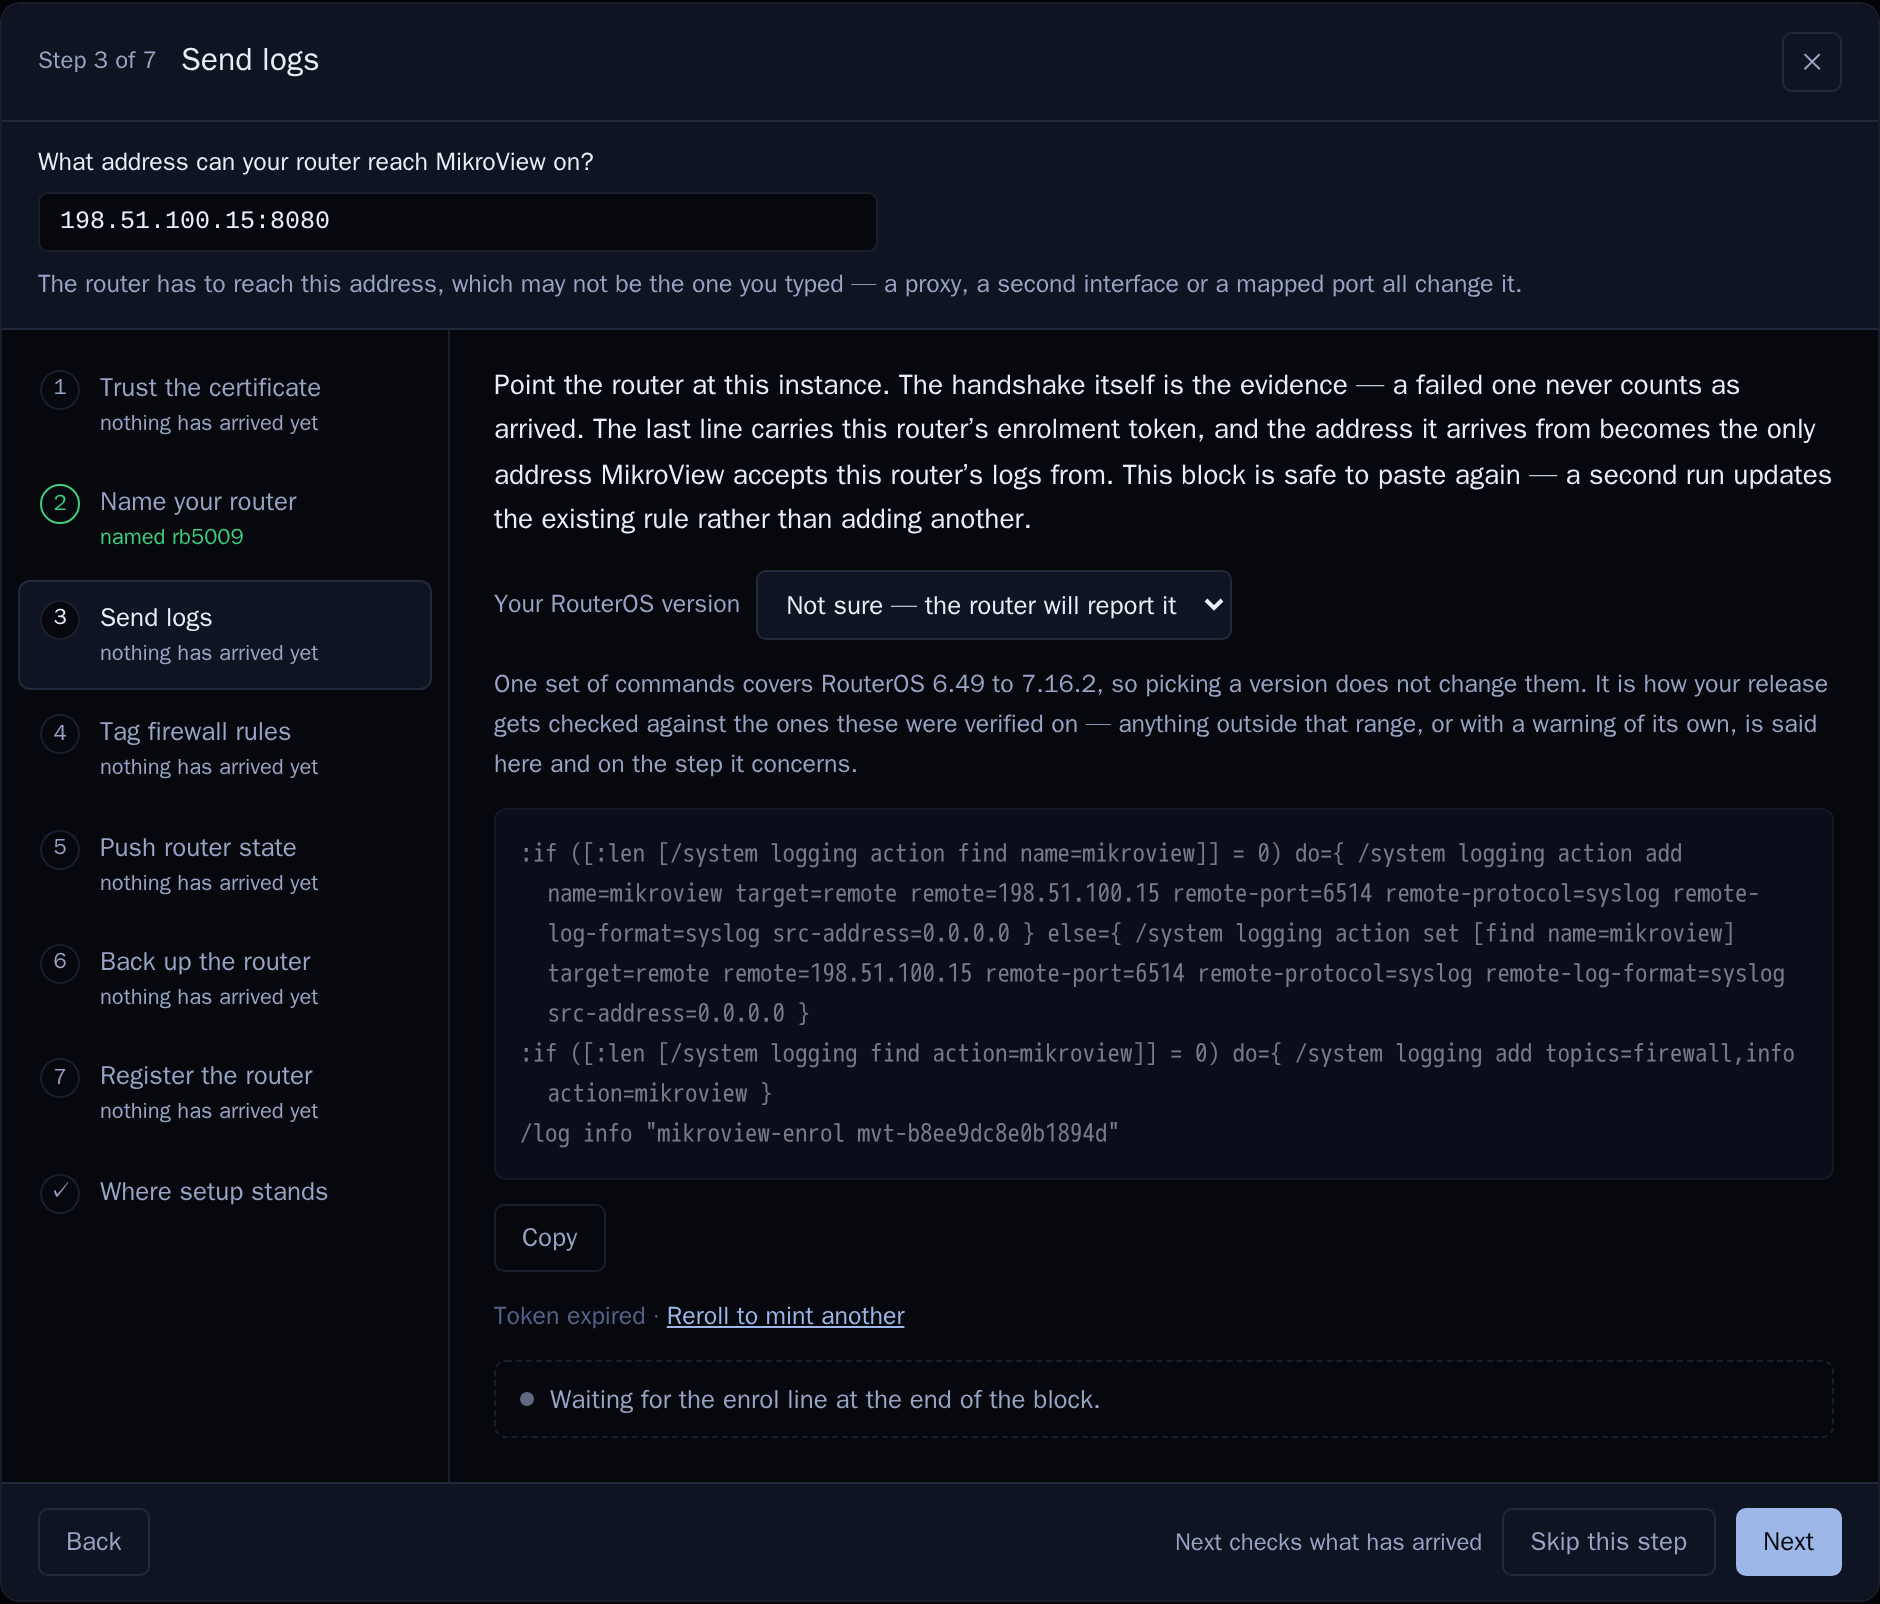 Step 3 of 7 Send logs
What address can your router reach MikroView on?
198.51.100.15:8080
The router has to reach this address, which may not be the one you typed — a proxy, a second interface or a mapped port all change it.
1 Trust the certificate
nothing has arrived yet
2 Name your router
named rb5009
3 Send logs
nothing has arrived yet
4 Tag firewall rules
nothing has arrived yet
5 Push router state
nothing has arrived yet
6 Back up the router
nothing has arrived yet
7 Register the router
nothing has arrived yet
✓ Where setup stands
Point the router at this instance. The handshake itself is the evidence — a failed one never counts as
arrived. The last line carries this router’s enrolment token, and the address it arrives from becomes the only
address MikroView accepts this router’s logs from. This block is safe to paste again — a second run updates
the existing rule rather than adding another.
Your RouterOS version Not sure — the router will report it
One set of commands covers RouterOS 6.49 to 7.16.2, so picking a version does not change them. It is how your release
gets checked against the ones these were verified on — anything outside that range, or with a warning of its own, is said
here and on the step it concerns.
:if ([:len [/system logging action find name=mikroview]] = 0) do={ /system logging action add
name=mikroview target=remote remote=198.51.100.15 remote-port=6514 remote-protocol=syslog remote-
log-format=syslog src-address=0.0.0.0 } else={ /system logging action set [find name=mikroview]
target=remote remote=198.51.100.15 remote-port=6514 remote-protocol=syslog remote-log-format=syslog
src-address=0.0.0.0 }
:if ([:len [/system logging find action=mikroview]] = 0) do={ /system logging add topics=firewall,info
action=mikroview }
/log info "mikroview-enrol mvt-b8ee9dc8e0b1894d"
Copy
Token expired · Reroll to mint another
Waiting for the enrol line at the end of the block.
Back
Next checks what has arrived
Skip this step
Next